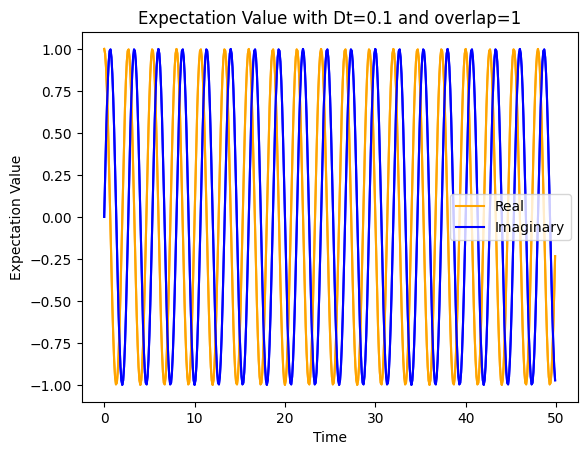 Expectation Value with Dt=0.1 and overlap=1
Expectation Value
1.00
0.75
0.50
0.25
0.00
−0.25
−0.50
−0.75
−1.00
Real
Imaginary
0 10 20 30 40 50
Time